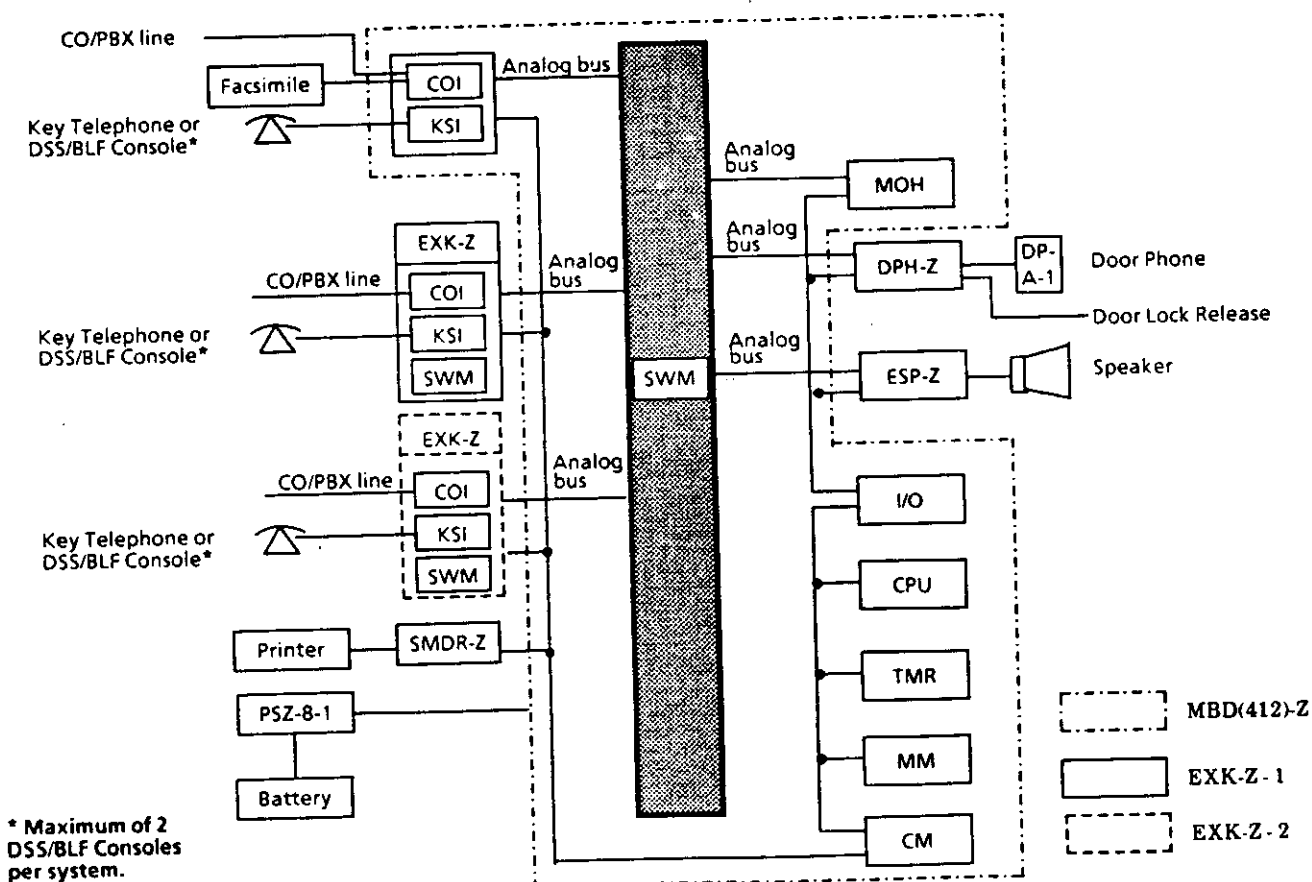 CO/PBX line
Facsimile
Key Telephone or
DSS/BLF Console*
COI
KSI
Analog bus
EXK-Z
CO/PBX line
COI
Key Telephone or
DSS/BLF Console*
KSI
SWM
Analog
bus
EXK-Z
CO/PBX line
COI
Key Telephone or
DSS/BLF Console*
KSI
SWM
Analog
bus
Printer
SMDR-Z
PSZ-8-1
Battery
* Maximum of 2
DSS/BLF Consoles
per system.
SWM
Analog
bus
MOH
Analog
bus
DPH-Z
DP-
A-1
Door Phone
Door Lock Release
Analog
bus
ESP-Z
Speaker
I/O
CPU
TMR
MM
CM
MBD(412)-Z
EXK-Z-1
EXK-Z-2